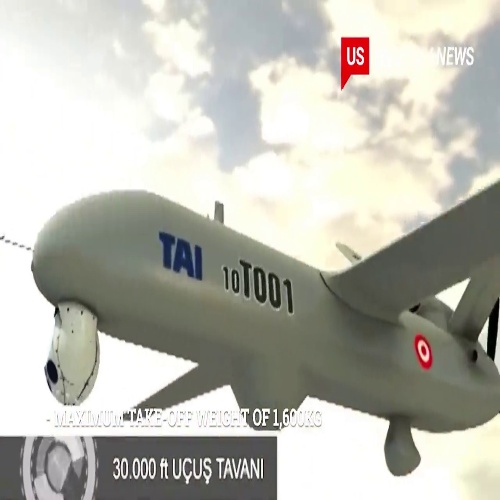 US
NEWS
TAI
10T001
- MAXIMUM TAKE-OFF WEIGHT OF 1,600KG
30.000 ft UÇUŞ TAVANI